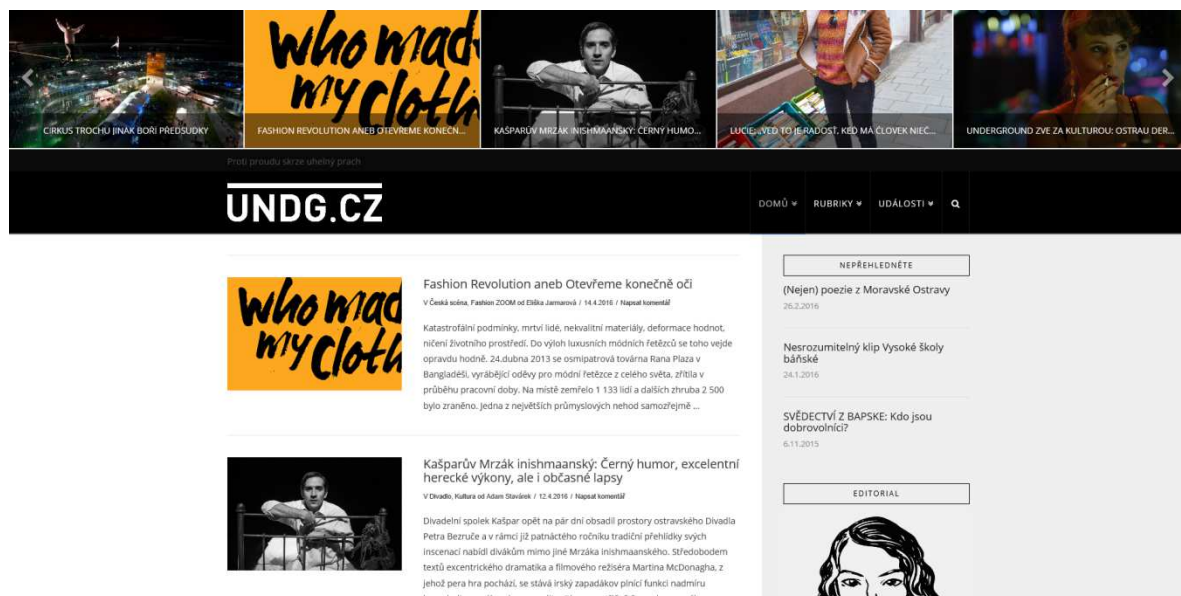 who mad
my cloth
CIRKUS TROCHU JINAK BOŘÍ PŘEDSUDKY
FASHION REVOLUTION ANEB OTEVŘEME KONEČN...
KAŠPARŮV MRZÁK INISHMAANSKÝ: ČERNÝ HUMO...
LUCIE: „VEĎ TO JE RADOSŤ, KEĎ MÁ ČLOVEK NIEČ...
UNDERGROUND ZVE ZA KULTUROU: OSTRAU DER...
Proti proudu skrze uhelný prach
UNDG.CZ
DOMŮ
RUBRIKY
UDÁLOSTI
who mad
my cloth
Fashion Revolution aneb Otevřeme konečně oči
V Česká scéna, Fashion ZOOM od Eliška Jarmarová / 14.4.2016 / Napsat komentář
Katastrofální podmínky, mrtví lidé, nekvalitní materiály, deformace hodnot,
ničení životního prostředí. Do výloh luxusních módních řetězců se toho vejde
opravdu hodně. 24.dubna 2013 se osmipatrová továrna Rana Plaza v
Bangladéši, vyrábějící oděvy pro módní řetězce z celého světa, zřítila v
průběhu pracovní doby. Na místě zemřelo 1 133 lidí a dalších zhruba 2 500
bylo zraněno. Jedna z největších průmyslových nehod samozřejmě ...
Kašparův Mrzák inishmaanský: Černý humor, excelentní
herecké výkony, ale i občasné lapsy
V Divadlo, Kultura od Adam Stavárek / 12.4.2016 / Napsat komentář
Divadelní spolek Kašpar opět na pár dní obsadil prostory ostravského Divadla
Petra Bezruče a v rámci již patnáctého ročníku tradiční přehlídky svých
inscenací nabídl divákům mimo jiné Mrzáka inishmaanského. Středobodem
textů excentrického dramatika a filmového režiséra Martina McDonagha, z
jehož pera hra pochází, se stává irský zapadákov plnící funkci nadmíru
NEPŘEHLÉDNĚTE
(Nejen) poezie z Moravské Ostravy
26.2.2016
Nesrozumitelný klip Vysoké školy
báňské
24.1.2016
SVĚDECTVÍ Z BAPSKE: Kdo jsou
dobrovolníci?
6.11.2015
EDITORIAL